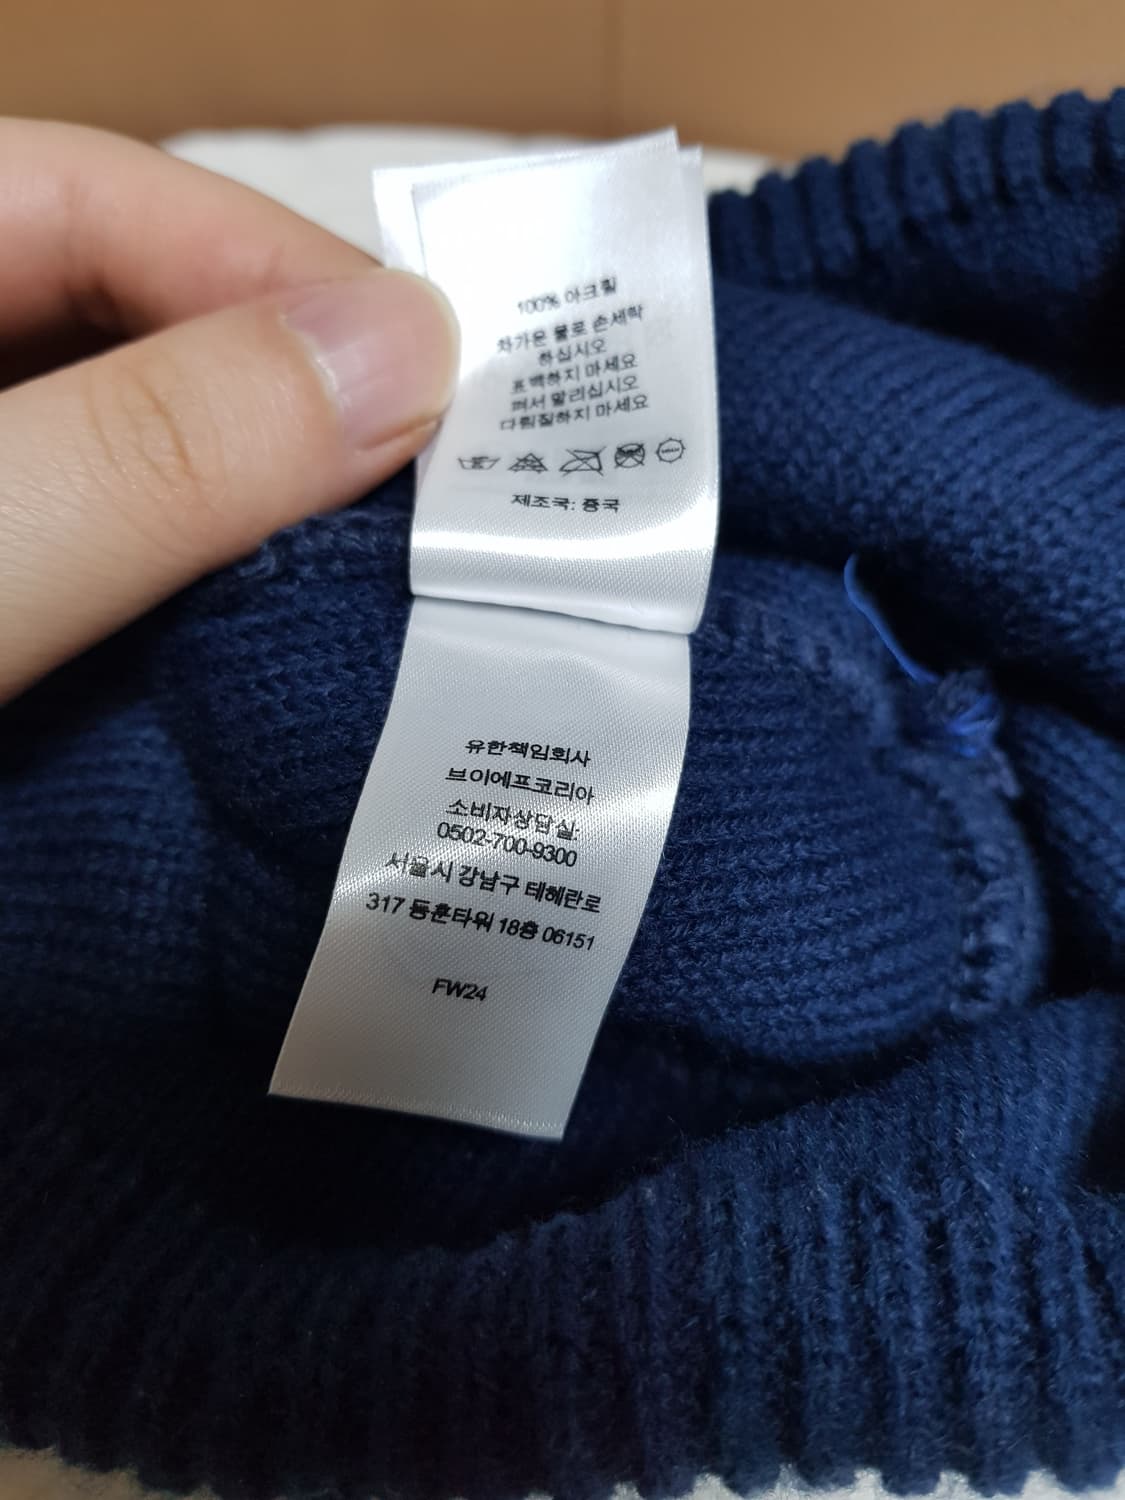 100% 아크릴
차가운 물로 손세탁
하십시오
표백하지 마세요
뼈서 말리십시오
다림질하지 마세요
제조국: 중국
유한책임회사
브이에프코리아
소비자상담실:
0502-700-9300
서울시 강남구 테헤란로
317 동훈타워 18층 06151
FW24